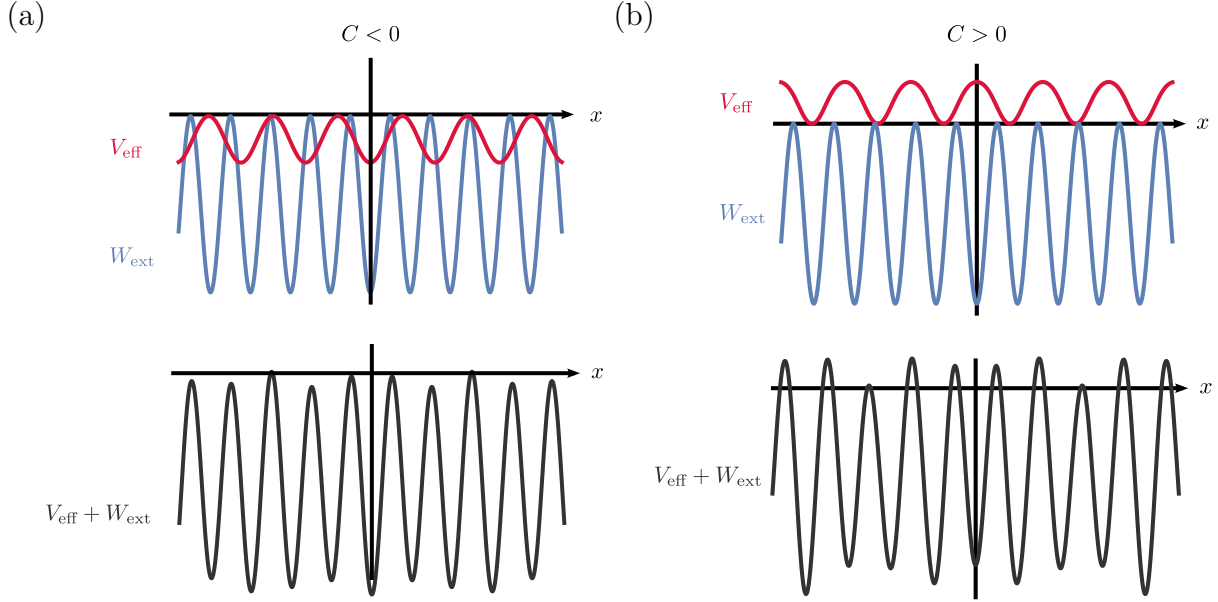 (a)
C < 0
x
V_eff
W_ext
x
V_eff + W_ext
(b)
C > 0
x
V_eff
W_ext
x
V_eff + W_ext